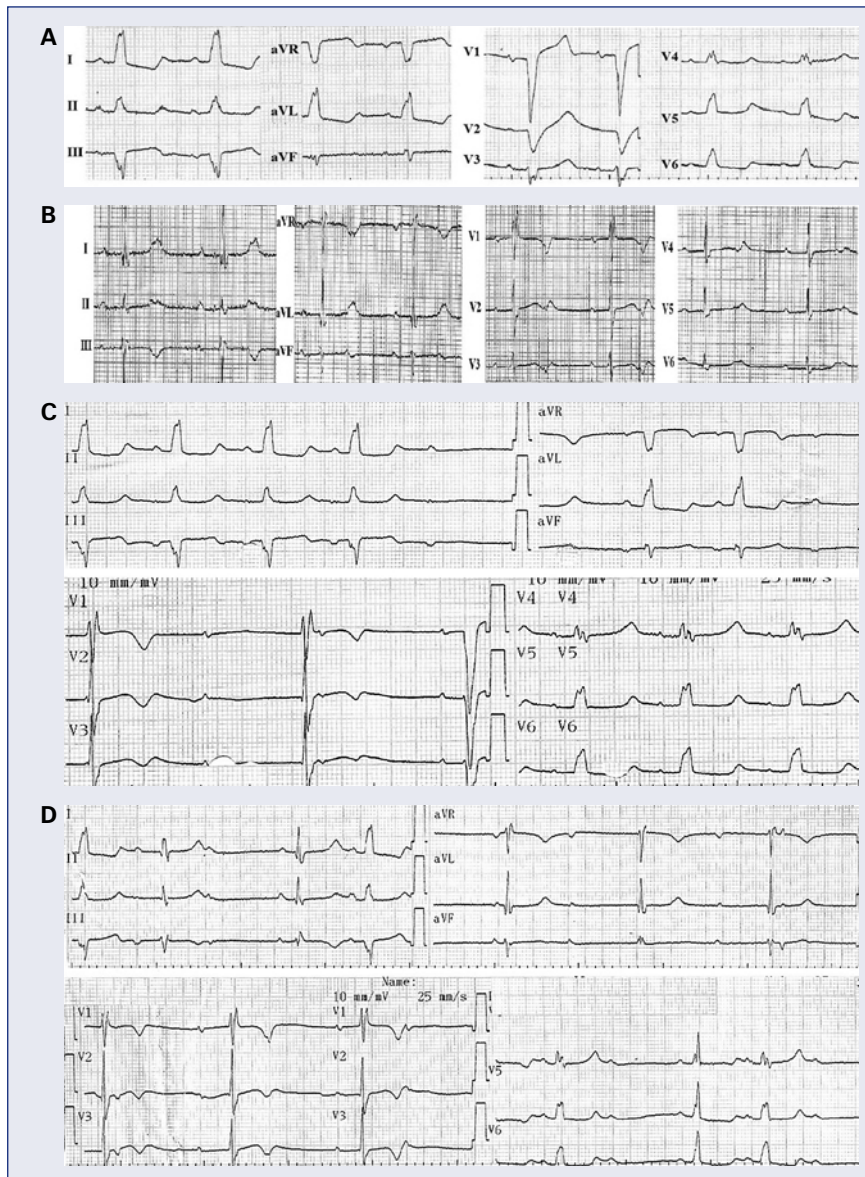 A
I
II
III
aVR
aVL
aVF
V1
V2
V3
V4
V5
V6
B
I
II
III
aVR
aVL
aVF
V1
V2
V3
V4
V5
V6
C
I
II
III
aVR
aVL
aVF
10 mm/mV
V1
V2
V3
10 mm/mV 10 mm/mV 25 mm/s
V4 V4
V5 V5
V6 V6
D
I
II
III
aVR
aVL
aVF
Name:
10 mm/mV 25 mm/s
V1 V1
V2 V2
V3 V3
V5
V6